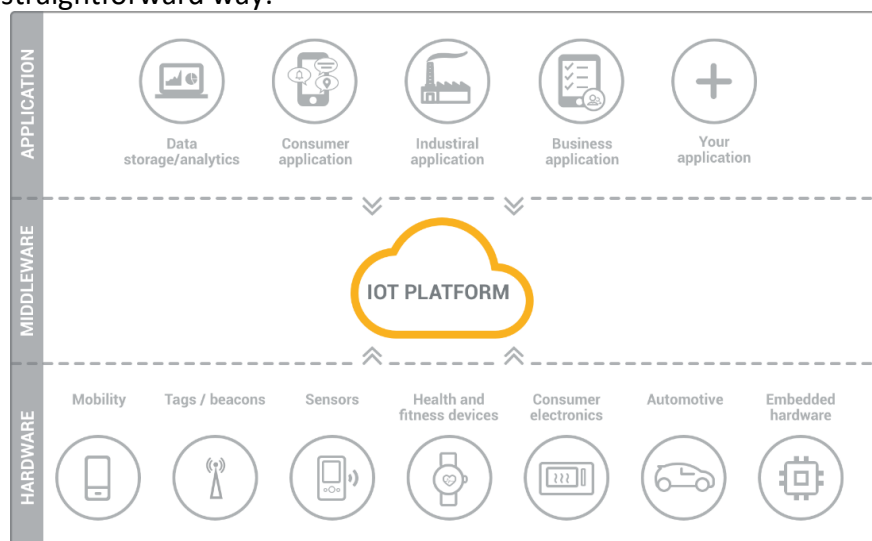 straightforward way.
APPLICATION
Data
storage/analytics
Consumer
application
Industiral
application
Business
application
Your
application
MIDDLEWARE
IOT PLATFORM
HARDWARE
Mobility
Tags / beacons
Sensors
Health and
fitness devices
Consumer
electronics
Automotive
Embedded
hardware